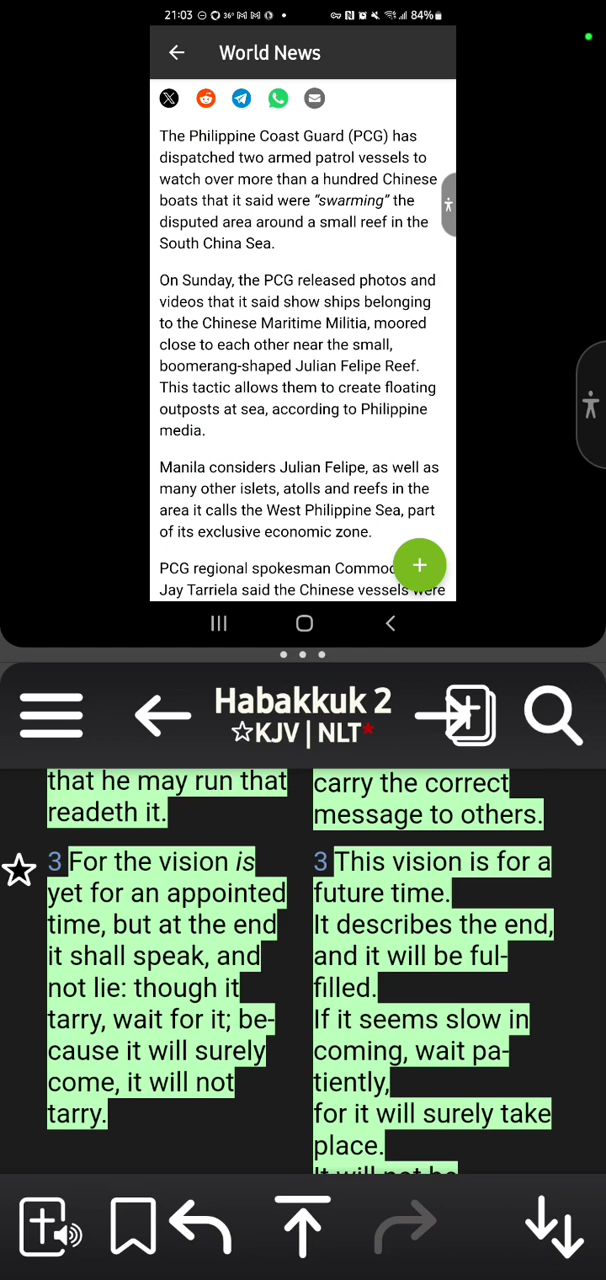 21:03 36° 84%
World News
The Philippine Coast Guard (PCG) has
dispatched two armed patrol vessels to
watch over more than a hundred Chinese
boats that it said were “swarming” the
disputed area around a small reef in the
South China Sea.
On Sunday, the PCG released photos and
videos that it said show ships belonging
to the Chinese Maritime Militia, moored
close to each other near the small,
boomerang-shaped Julian Felipe Reef.
This tactic allows them to create floating
outposts at sea, according to Philippine
media.
Manila considers Julian Felipe, as well as
many other islets, atolls and reefs in the
area it calls the West Philippine Sea, part
of its exclusive economic zone.
PCG regional spokesman Commod
Jay Tarriela said the Chinese vessels were
Habakkuk 2
☆KJV | NLT*
that he may run that
readeth it.
3 For the vision is
yet for an appointed
time, but at the end
it shall speak, and
not lie: though it
tarry, wait for it; be-
cause it will surely
come, it will not
tarry.
carry the correct
message to others.
3 This vision is for a
future time.
It describes the end,
and it will be ful-
filled.
If it seems slow in
coming, wait pa-
tiently,
for it will surely take
place.
It will not be